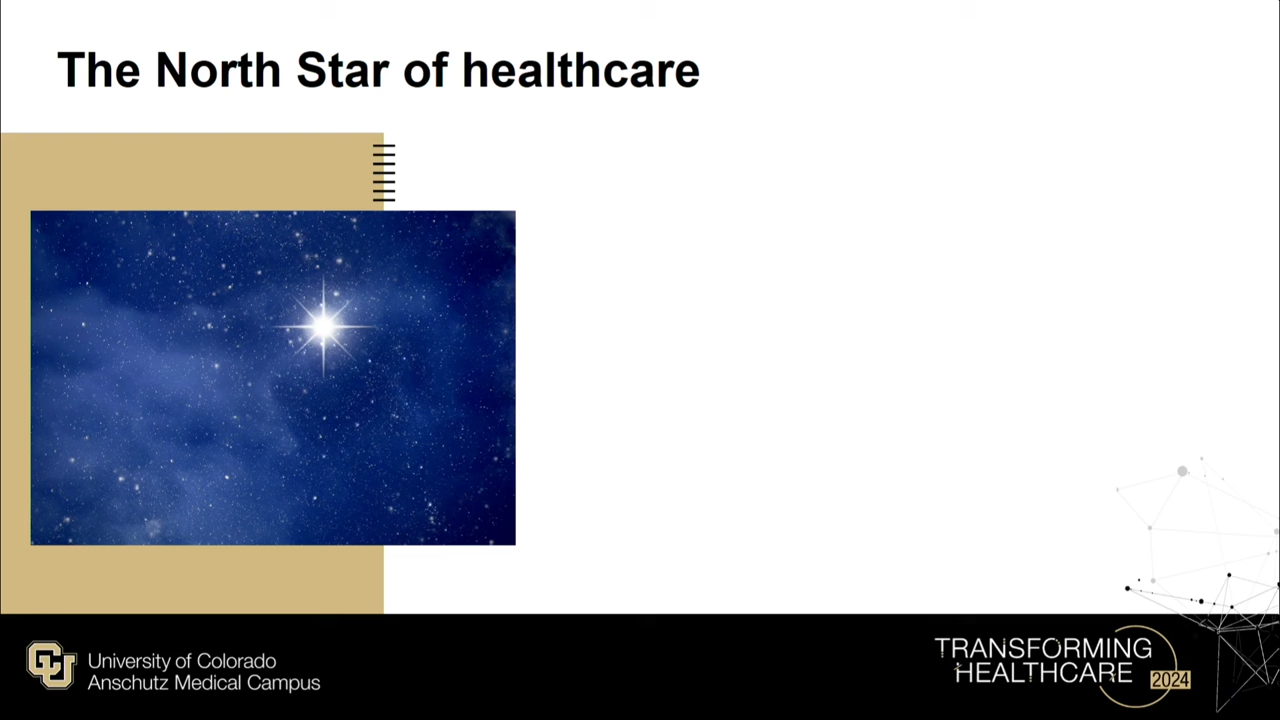 The North Star of healthcare
University of Colorado
Anschutz Medical Campus
TRANSFORMING
HEALTHCARE
2024